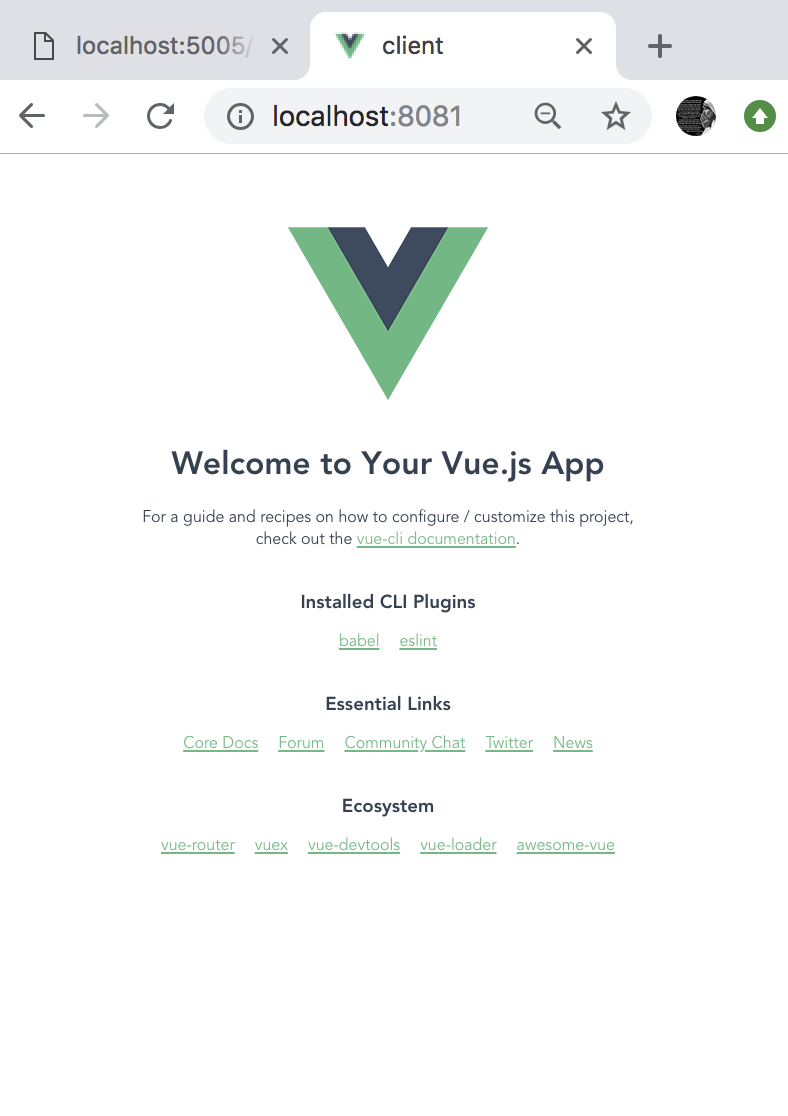 localhost:5005/
client
localhost:8081
Welcome to Your Vue.js App
For a guide and recipes on how to configure / customize this project,
check out the vue-cli documentation.
Installed CLI Plugins
babel eslint
Essential Links
Core Docs Forum Community Chat Twitter News
Ecosystem
vue-router vuex vue-devtools vue-loader awesome-vue